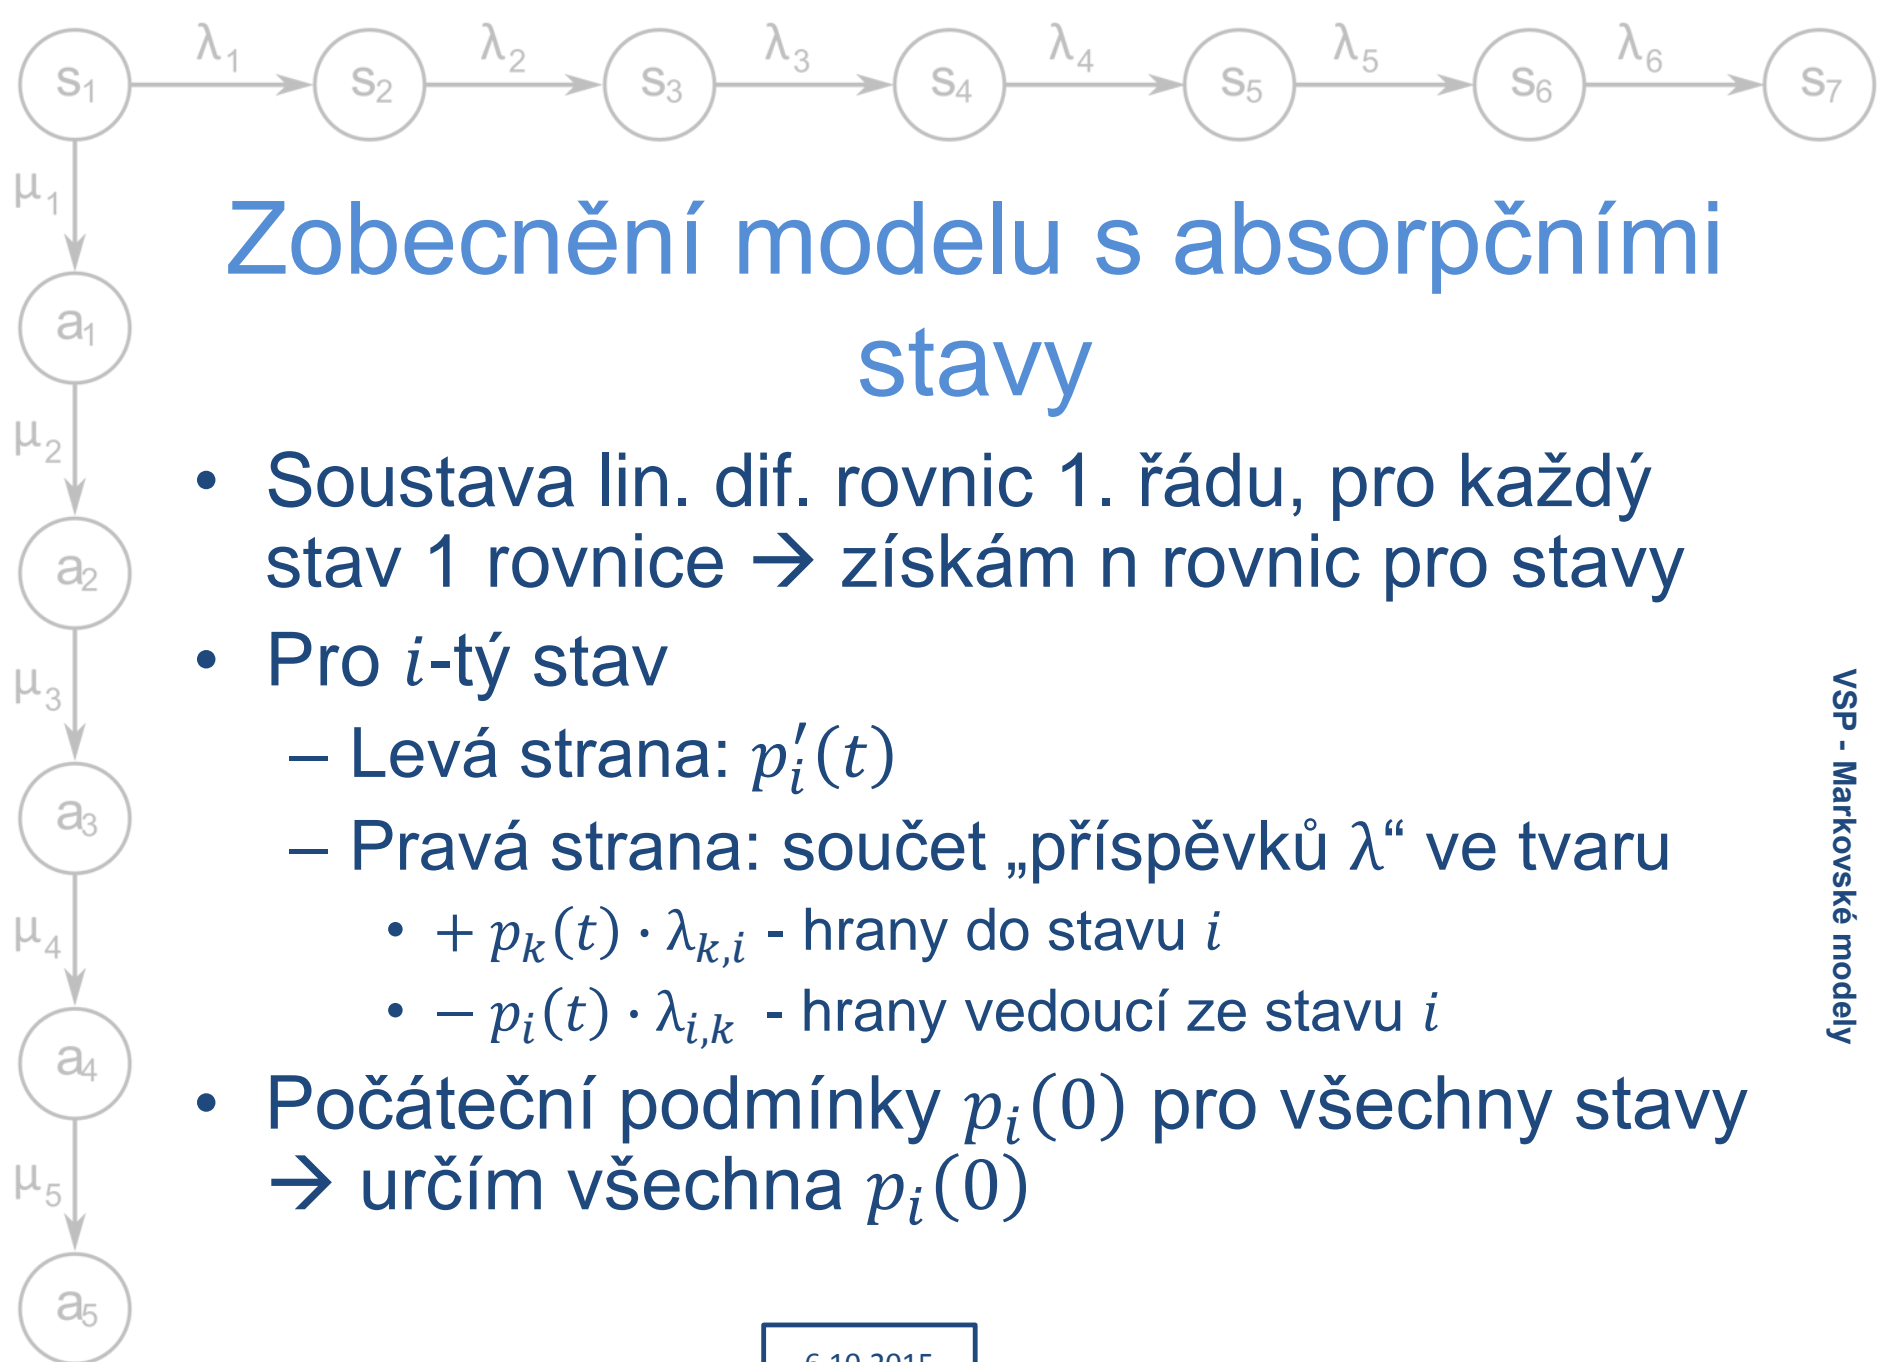 s₁ λ₁ s₂ λ₂ s₃ λ₃ s₄ λ₄ s₅ λ₅ s₆ λ₆ s₇
μ₁
a₁
μ₂
a₂
μ₃
a₃
μ₄
a₄
μ₅
a₅
Zobecnění modelu s absorpčními
stavy
• Soustava lin. dif. rovnic 1. řádu, pro každý
stav 1 rovnice → získám n rovnic pro stavy
• Pro i-tý stav
– Levá strana: p′ᵢ(t)
– Pravá strana: součet „příspěvků λ“ ve tvaru
• + pₖ(t) · λₖ,ᵢ - hrany do stavu i
• − pᵢ(t) · λᵢ,ₖ - hrany vedoucí ze stavu i
• Počáteční podmínky pᵢ(0) pro všechny stavy
→ určím všechna pᵢ(0)
VSP - Markovské modely
6.10.2015